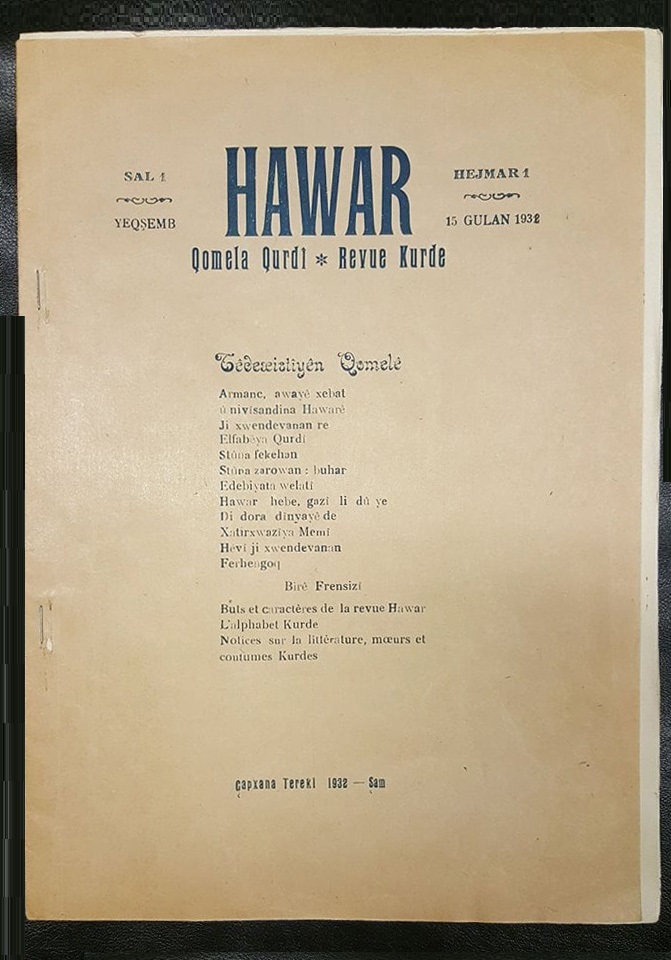 SAL 1
YEQŞEMB
HAWAR
HEJMAR 1
15 GULAN 1932
Qomela Qurdî * Revue Kurde
Têdexistiyên Qomelê
Armanc, awayê xebat
û nivîsandina Hawarê
Ji xwendevanan re
Elfabêya Qurdî
Stûna fekehan
Stûna zarowan : buhar
Edebiyata welatî
Hawar hebe, gazî li dû ye
Di dora dinyayê de
Xatirxwaziya Memî
Hêvî ji xwendevanan
Ferhengoq
Birê Frensizî
Buts et caractères de la revue Hawar
L'alphabet Kurde
Notices sur la littérature, mœurs et
coutumes Kurdes
Çapxana Terekî 1932 — Şam